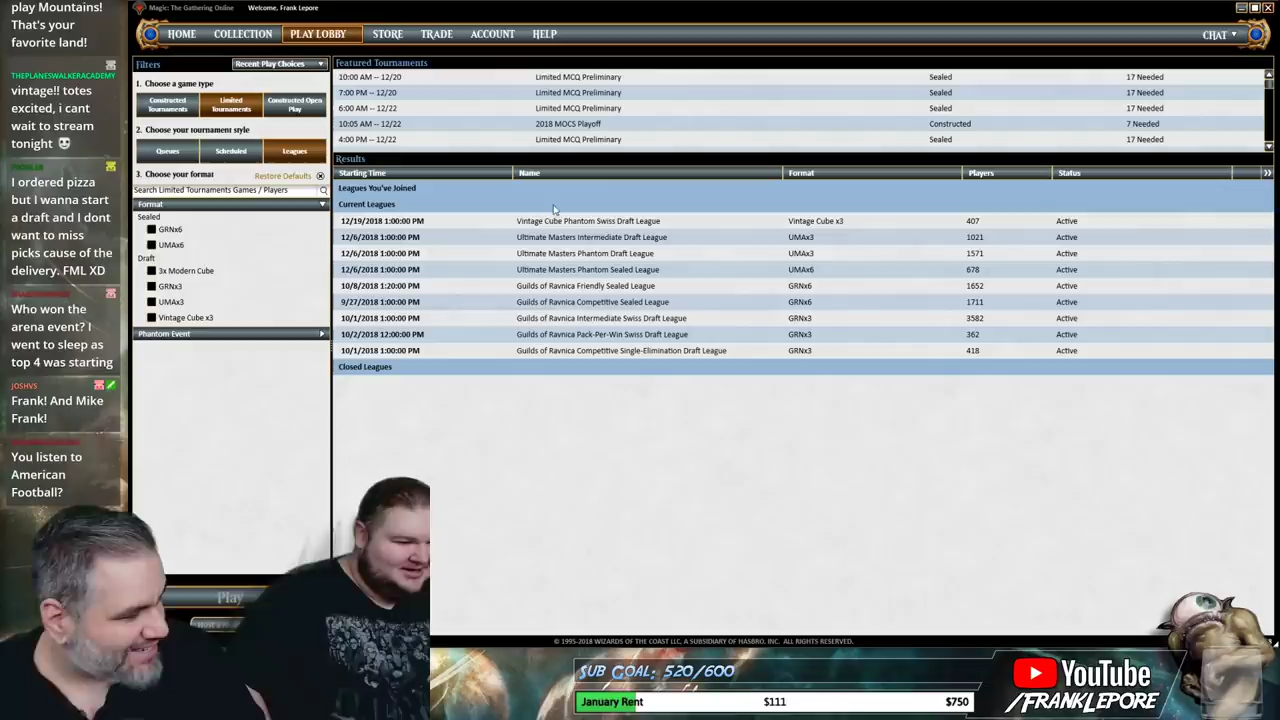 play Mountains!
That's your
favorite land!
THEPLANESWALKERACADEMY
vintage!! totes
excited, i cant
wait to stream
tonight
I ordered pizza
but I wanna start
a draft and I dont
want to miss
picks cause of the
delivery. FML XD
Who won the
arena event? I
went to sleep as
top 4 was starting
JOSHVS
Frank! And Mike
Frank!
You listen to
American
Football?
Magic: The Gathering Online Welcome, Frank Lepore
HOME COLLECTION PLAY LOBBY STORE TRADE ACCOUNT HELP CHAT
Filters Recent Play Choices
1. Choose a game type
Constructed Tournaments Limited Tournaments Constructed Open Play
2. Choose your tournament style
Queues Scheduled Leagues
3. Choose your format Restore Defaults
Search Limited Tournaments Games / Players
Format
Sealed
GRNx6
UMAx6
Draft
3x Modern Cube
GRNx3
UMAx3
Vintage Cube x3
Phantom Event
Play
Featured Tournaments
10:00 AM -- 12/20 Limited MCQ Preliminary Sealed 17 Needed
7:00 PM -- 12/20 Limited MCQ Preliminary Sealed 17 Needed
6:00 AM -- 12/22 Limited MCQ Preliminary Sealed 17 Needed
10:05 AM -- 12/22 2018 MOCS Playoff Constructed 7 Needed
4:00 PM -- 12/22 Limited MCQ Preliminary Sealed 17 Needed
Results
Starting Time Name Format Players Status
Leagues You've Joined
Current Leagues
12/19/2018 1:00:00 PM Vintage Cube Phantom Swiss Draft League Vintage Cube x3 407 Active
12/6/2018 1:00:00 PM Ultimate Masters Intermediate Draft League UMAx3 1021 Active
12/6/2018 1:00:00 PM Ultimate Masters Phantom Draft League UMAx3 1571 Active
12/6/2018 1:00:00 PM Ultimate Masters Phantom Sealed League UMAx6 678 Active
10/8/2018 1:20:00 PM Guilds of Ravnica Friendly Sealed League GRNx6 1652 Active
9/27/2018 1:00:00 PM Guilds of Ravnica Competitive Sealed League GRNx6 1711 Active
10/1/2018 1:00:00 PM Guilds of Ravnica Intermediate Swiss Draft League GRNx3 3582 Active
10/2/2018 12:00:00 PM Guilds of Ravnica Pack-Per-Win Swiss Draft League GRNx3 362 Active
10/1/2018 1:00:00 PM Guilds of Ravnica Competitive Single-Elimination Draft League GRNx3 418 Active
Closed Leagues
© 1995-2018 WIZARDS OF THE COAST LLC, A SUBSIDIARY OF HASBRO, INC. ALL RIGHTS RESERVED.
SUB GOAL: 520/600
January Rent $111 $750
YouTube
/FRANKLEPORE